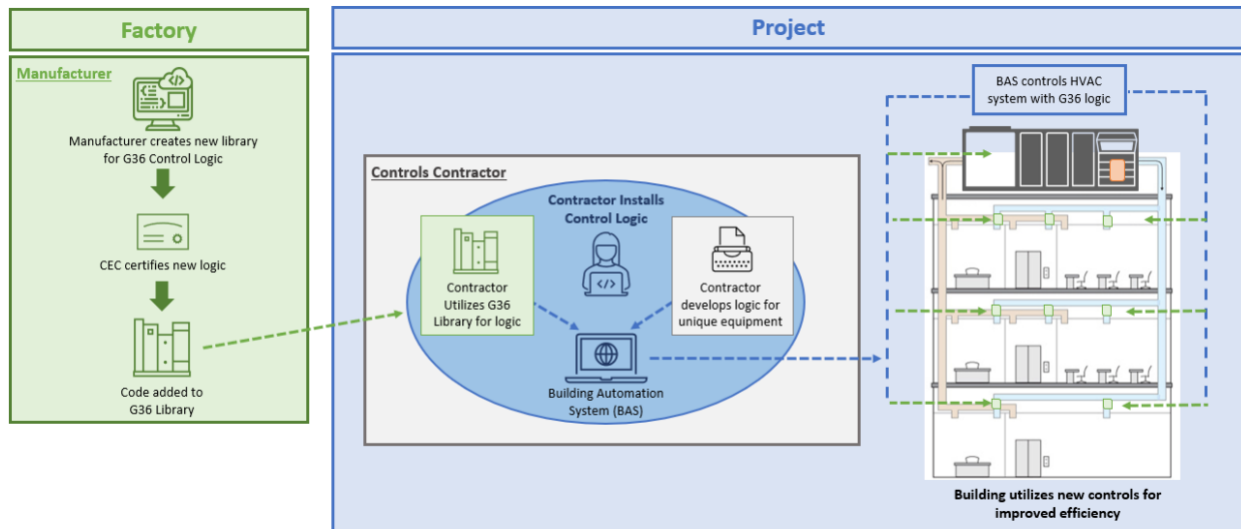 Factory
Manufacturer
Manufacturer creates new library
for G36 Control Logic
CEC certifies new logic
Code added to
G36 Library
Project
Controls Contractor
Contractor Installs
Control Logic
Contractor
Utilizes G36
Library for logic
Contractor
develops logic for
unique equipment
Building Automation
System (BAS)
BAS controls HVAC
system with G36 logic
Building utilizes new controls for
improved efficiency